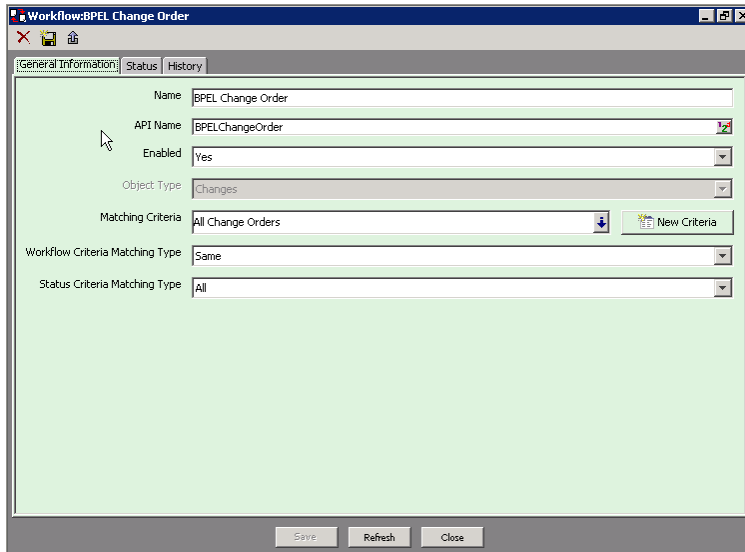 Workflow:BPEL Change Order
General Information Status History
Name BPEL Change Order
API Name BPELChangeOrder
Enabled Yes
Object Type Changes
Matching Criteria All Change Orders New Criteria
Workflow Criteria Matching Type Same
Status Criteria Matching Type All
Save Refresh Close